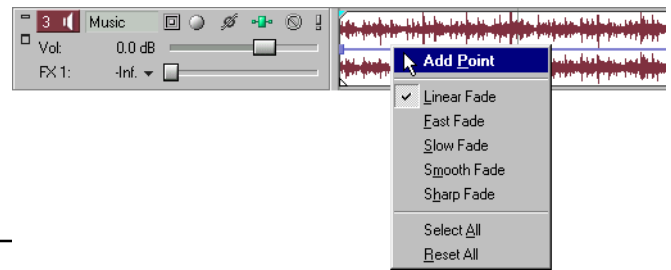 3 Music
Vol: 0.0 dB
FX 1: -Inf.
Add Point
Linear Fade
Fast Fade
Slow Fade
Smooth Fade
Sharp Fade
Select All
Reset All